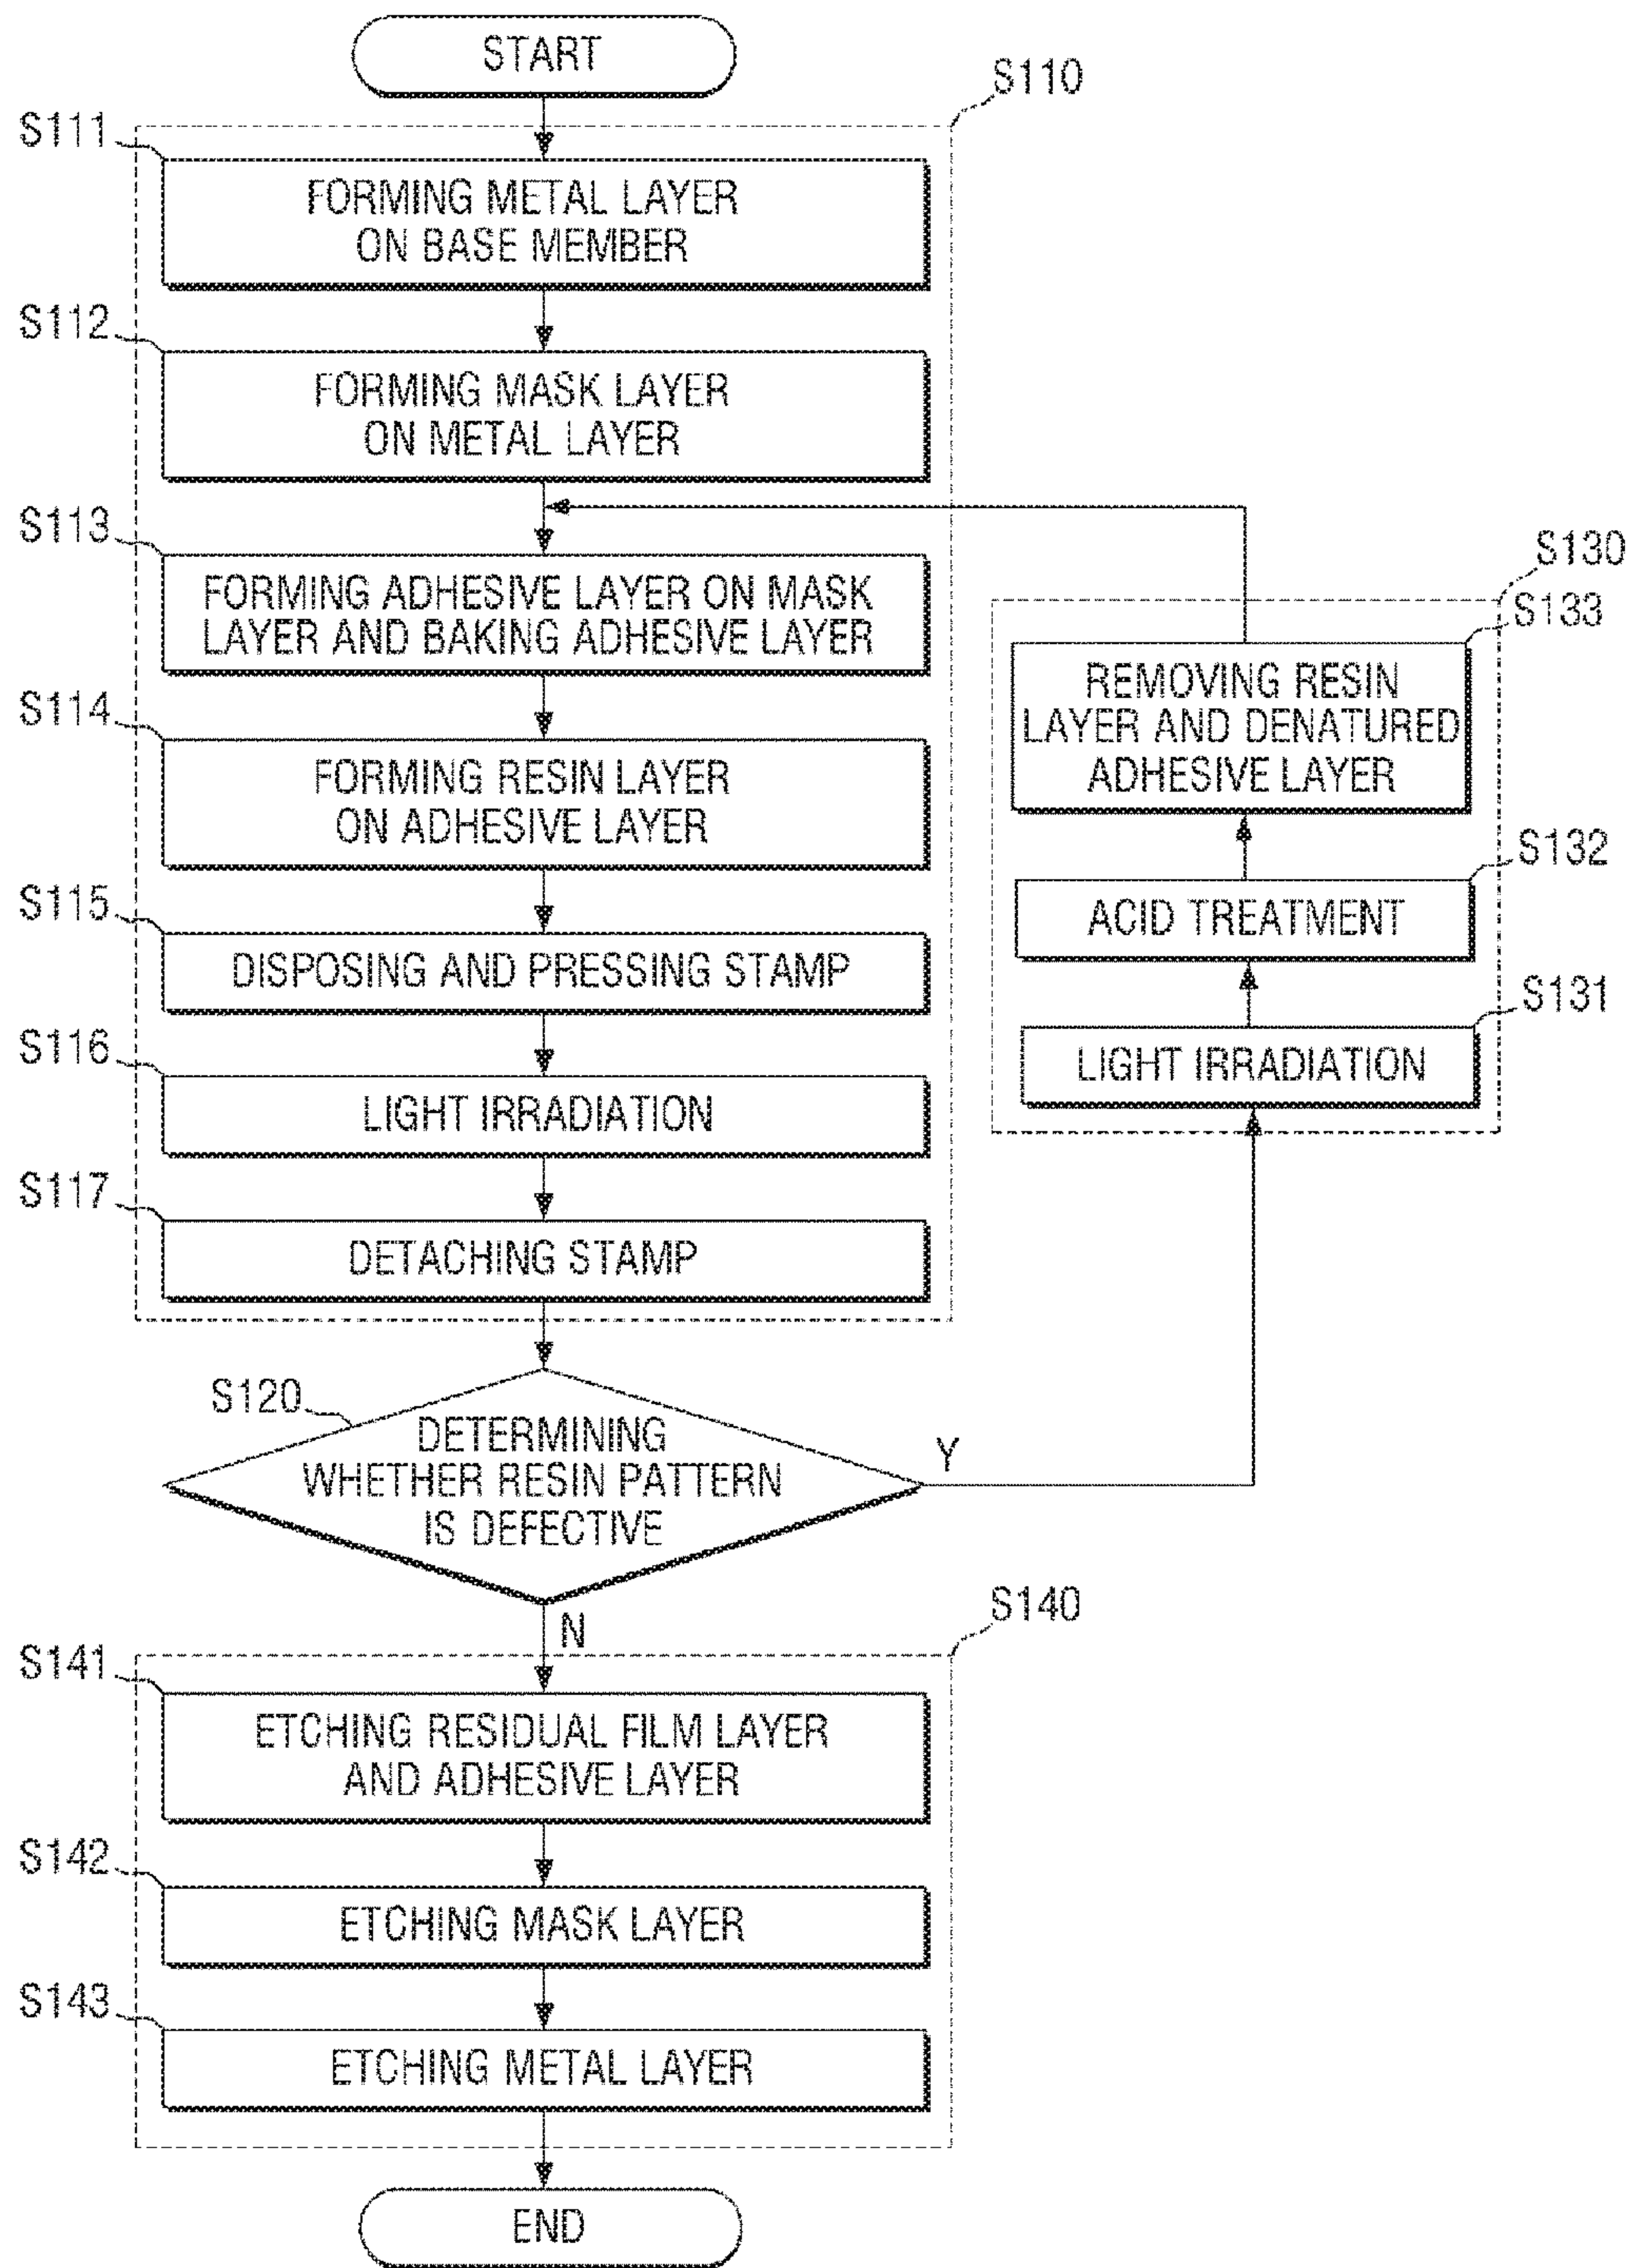 START
S110
S111
FORMING METAL LAYER
ON BASE MEMBER
S112
FORMING MASK LAYER
ON METAL LAYER
S113
FORMING ADHESIVE LAYER ON MASK
LAYER AND BAKING ADHESIVE LAYER
S114
FORMING RESIN LAYER
ON ADHESIVE LAYER
S115
DISPOSING AND PRESSING STAMP
S116
LIGHT IRRADIATION
S117
DETACHING STAMP
S120
DETERMINING
WHETHER RESIN PATTERN
IS DEFECTIVE
Y
N
S130
S133
REMOVING RESIN
LAYER AND DENATURED
ADHESIVE LAYER
S132
ACID TREATMENT
S131
LIGHT IRRADIATION
S140
S141
ETCHING RESIDUAL FILM LAYER
AND ADHESIVE LAYER
S142
ETCHING MASK LAYER
S143
ETCHING METAL LAYER
END